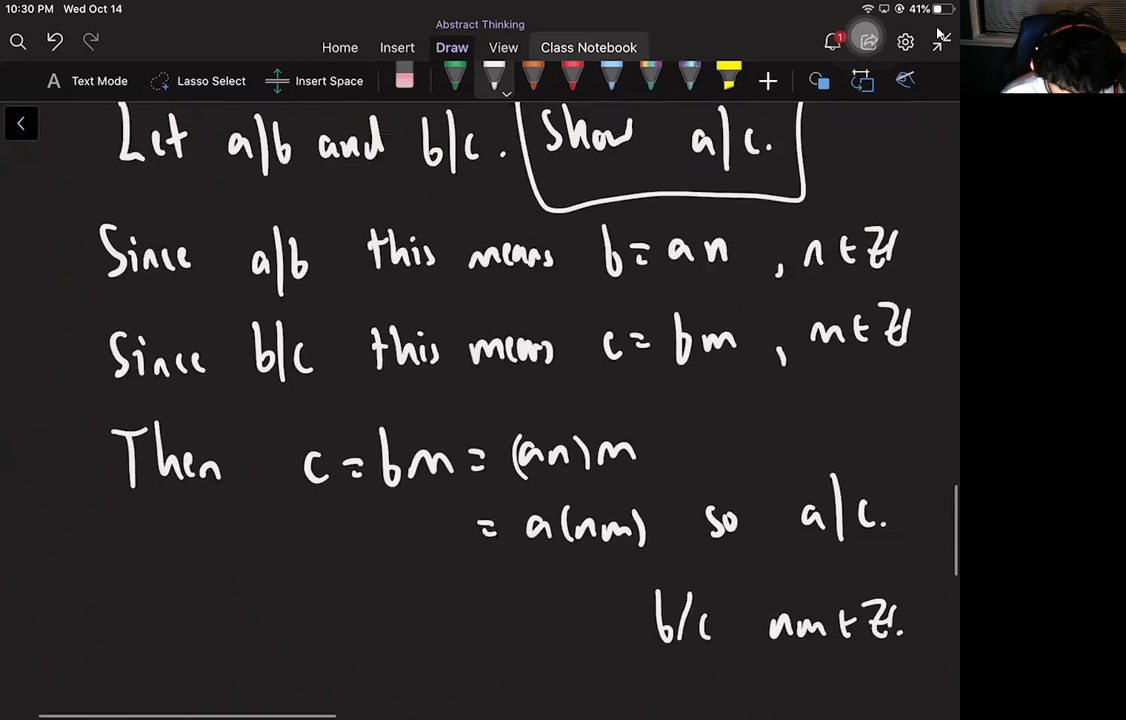 10:30 PM Wed Oct 14
41%
Abstract Thinking
Home Insert Draw View Class Notebook
1
Text Mode Lasso Select Insert Space
Let a|b and b|c. Show a|c.
Since a|b this means b = an , n ∈ ℤ
Since b|c this means c = bm , m ∈ ℤ
Then c = bm = (an)m
= a(nm) so a|c.
b/c nm ∈ ℤ.